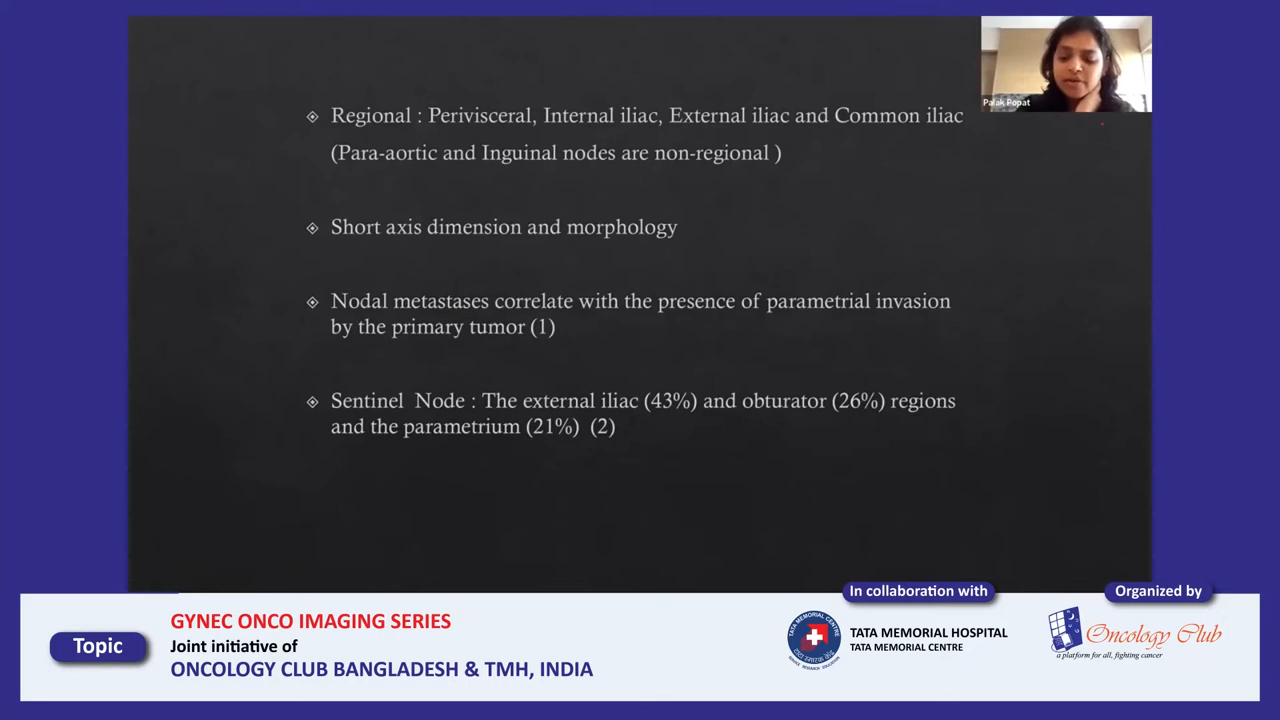 Palak Popat
Regional : Perivisceral, Internal iliac, External iliac and Common iliac
(Para-aortic and Inguinal nodes are non-regional )
Short axis dimension and morphology
Nodal metastases correlate with the presence of parametrial invasion
by the primary tumor (1)
Sentinel Node : The external iliac (43%) and obturator (26%) regions
and the parametrium (21%) (2)
In collaboration with
Organized by
Topic
GYNEC ONCO IMAGING SERIES
Joint initiative of
ONCOLOGY CLUB BANGLADESH & TMH, INDIA
TATA MEMORIAL HOSPITAL
TATA MEMORIAL CENTRE
Oncology Club
a platform for all, fighting cancer